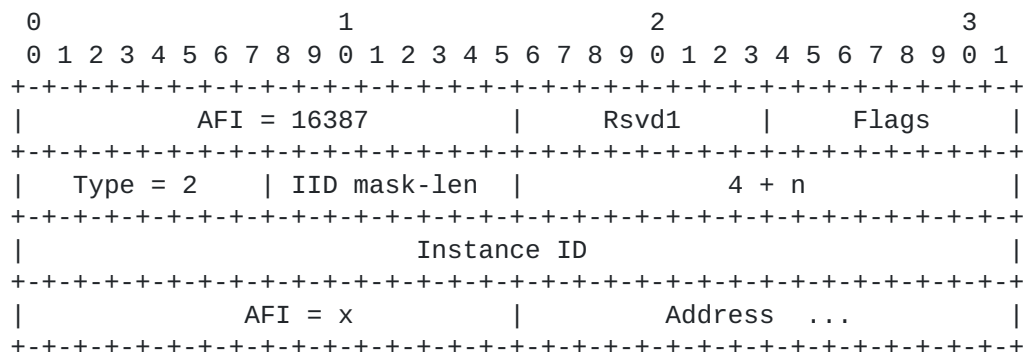 0                   1                   2                   3
 0 1 2 3 4 5 6 7 8 9 0 1 2 3 4 5 6 7 8 9 0 1 2 3 4 5 6 7 8 9 0 1
+-+-+-+-+-+-+-+-+-+-+-+-+-+-+-+-+-+-+-+-+-+-+-+-+-+-+-+-+-+-+-+-+
|           AFI = 16387         |     Rsvd1     |     Flags     |
+-+-+-+-+-+-+-+-+-+-+-+-+-+-+-+-+-+-+-+-+-+-+-+-+-+-+-+-+-+-+-+-+
|   Type = 2    | IID mask-len  |             4 + n             |
+-+-+-+-+-+-+-+-+-+-+-+-+-+-+-+-+-+-+-+-+-+-+-+-+-+-+-+-+-+-+-+-+
|                         Instance ID                           |
+-+-+-+-+-+-+-+-+-+-+-+-+-+-+-+-+-+-+-+-+-+-+-+-+-+-+-+-+-+-+-+-+
|              AFI = x          |         Address  ...          |
+-+-+-+-+-+-+-+-+-+-+-+-+-+-+-+-+-+-+-+-+-+-+-+-+-+-+-+-+-+-+-+-+